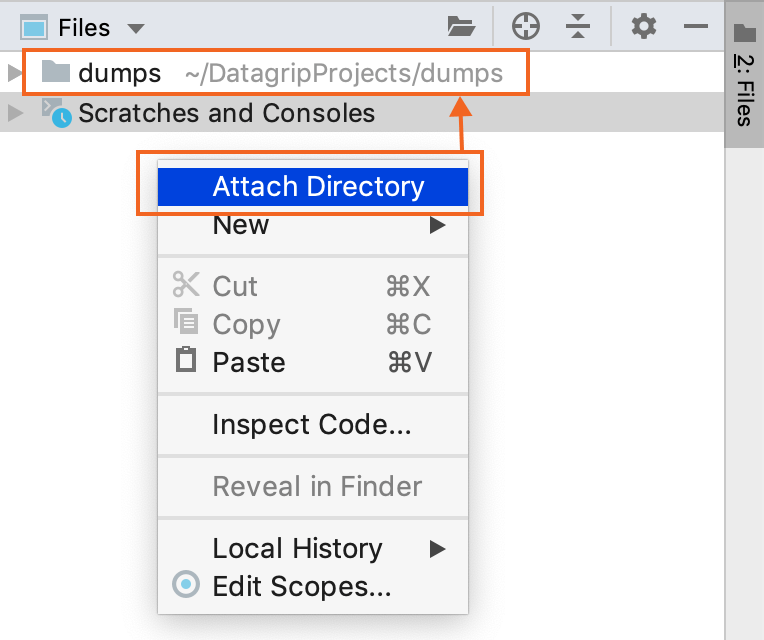 Files
dumps ~/DatagripProjects/dumps
Scratches and Consoles
2: Files
Attach Directory
New
Cut ⌘X
Copy ⌘C
Paste ⌘V
Inspect Code...
Reveal in Finder
Local History
Edit Scopes...